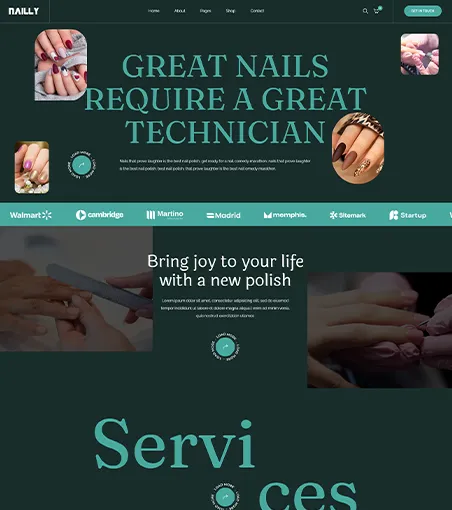 NAILLY
Home About Pages Shop Contact
GET IN TOUCH
GREAT NAILS
REQUIRE A GREAT
TECHNICIAN
Nails that prove laughter is the best nail polish. get ready for a nail comedy marathon. nails that prove laughter
is the best nail polish. best nail polish. that prove laughter is the best nail emedy marathon.
Walmart cambridge Martino Madrid memphis. Sitemark Startup
Bring joy to your life
with a new polish
Lorem ipsum dolor sit amet, consectetur adipiscing elit, sed do eiusmod
tempor incididunt ut labore et dolore magna aliqua. enim ad minim veniam,
quis nostrud exercitation ullamco
Servi
ces